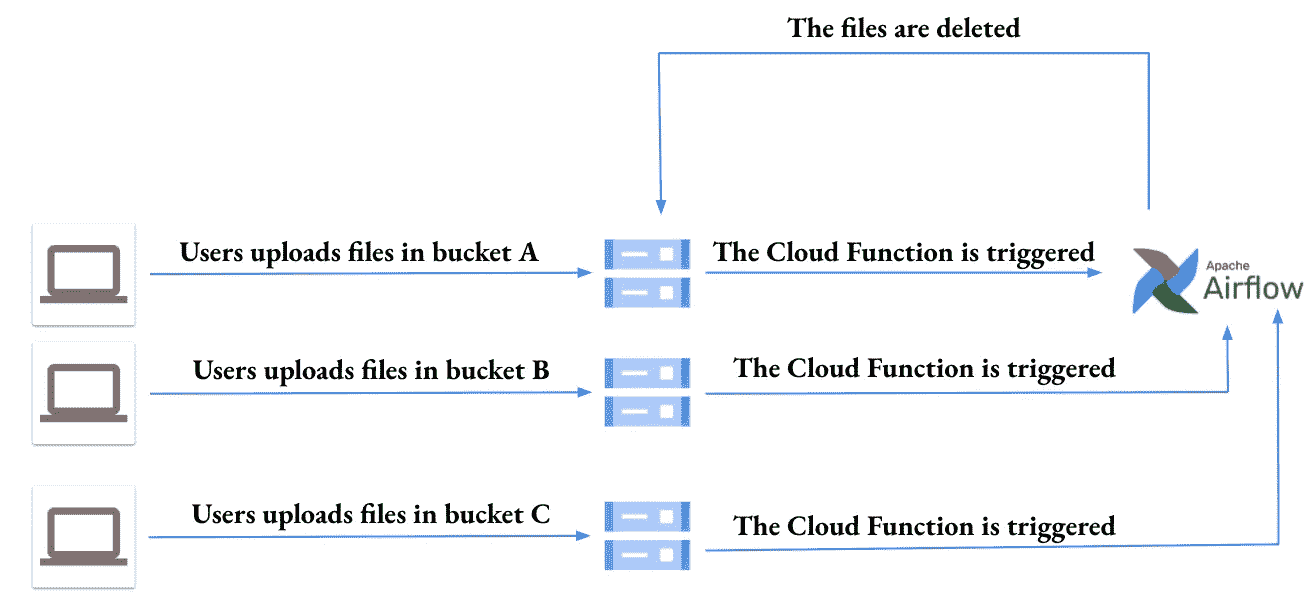 The files are deleted
Users uploads files in bucket A
The Cloud Function is triggered
Apache
Airflow
Users uploads files in bucket B
The Cloud Function is triggered
Users uploads files in bucket C
The Cloud Function is triggered